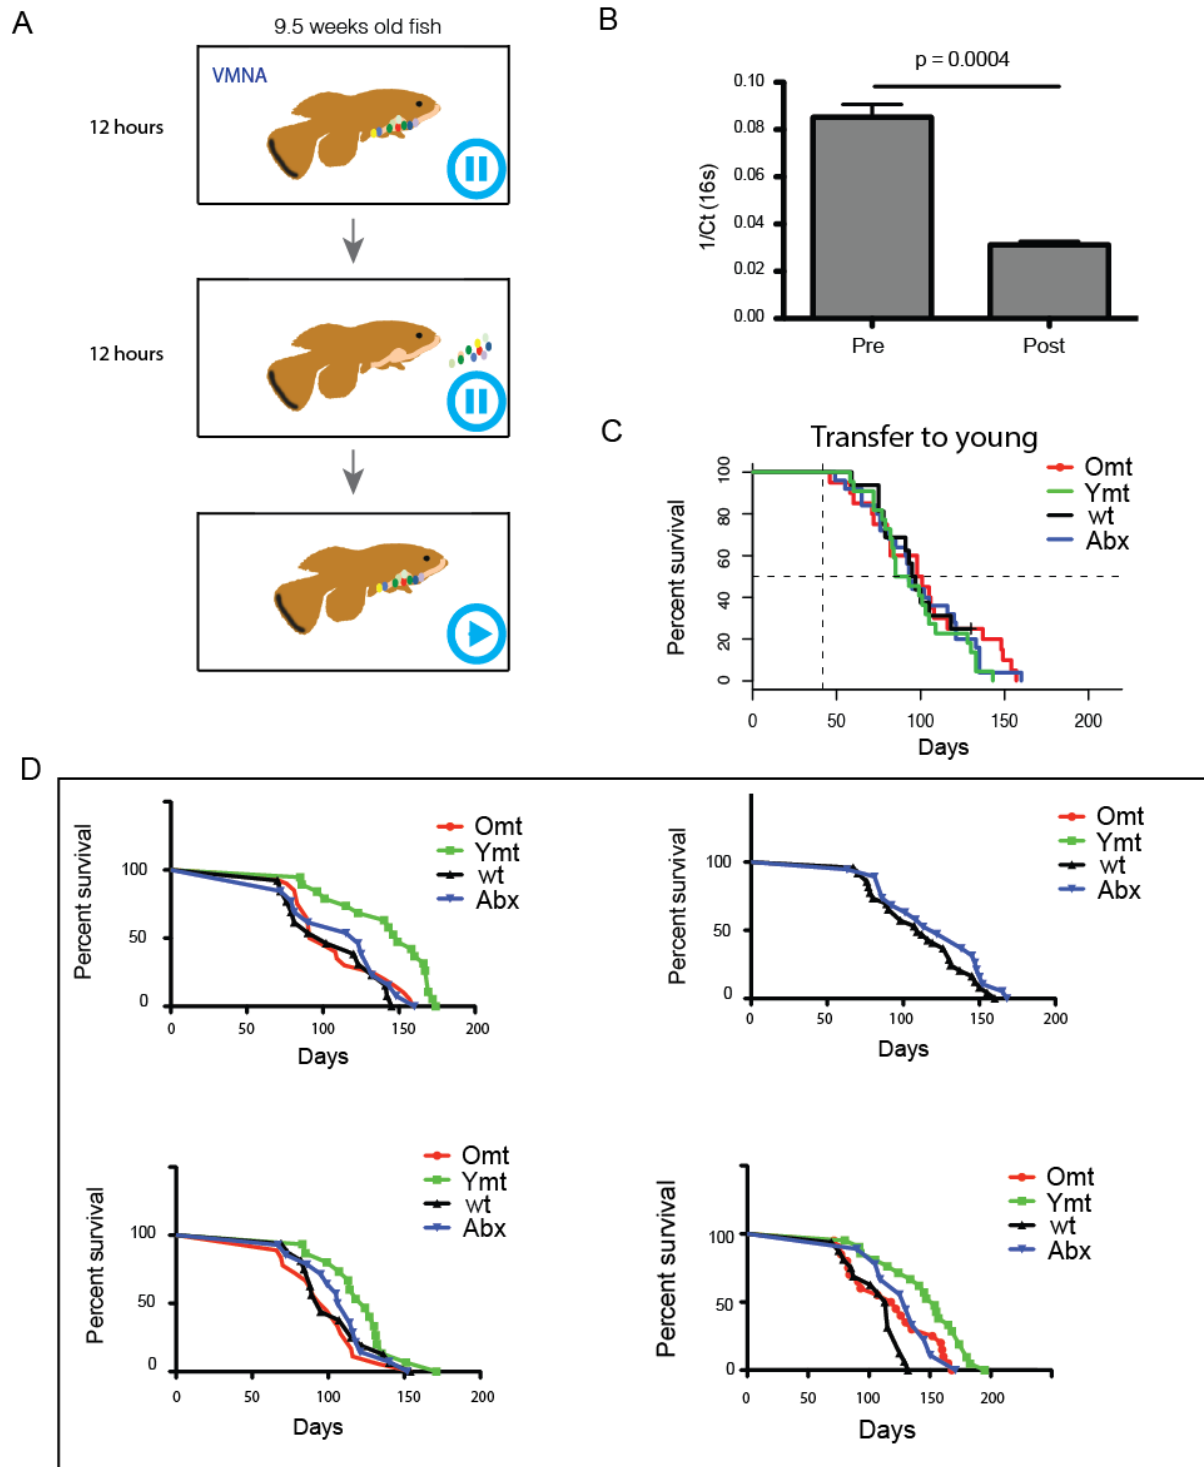 A
9.5 weeks old fish
VMNA
12 hours
12 hours
B
p = 0.0004
0.10
0.08
0.06
0.04
0.02
0.00
1/Ct (16s)
Pre
Post
C
Transfer to young
Omt
Ymt
wt
Abx
100
80
60
40
20
0
Percent survival
0
50
100
150
200
Days
D
Omt
Ymt
wt
Abx
100
50
0
Percent survival
0
50
100
150
200
Days
Omt
Ymt
wt
Abx
100
50
0
Percent survival
0
50
100
150
200
Days
Omt
Ymt
wt
Abx
100
50
0
Percent survival
0
50
100
150
200
Days
Omt
Ymt
wt
Abx
100
50
0
Percent survival
0
50
100
150
200
Days